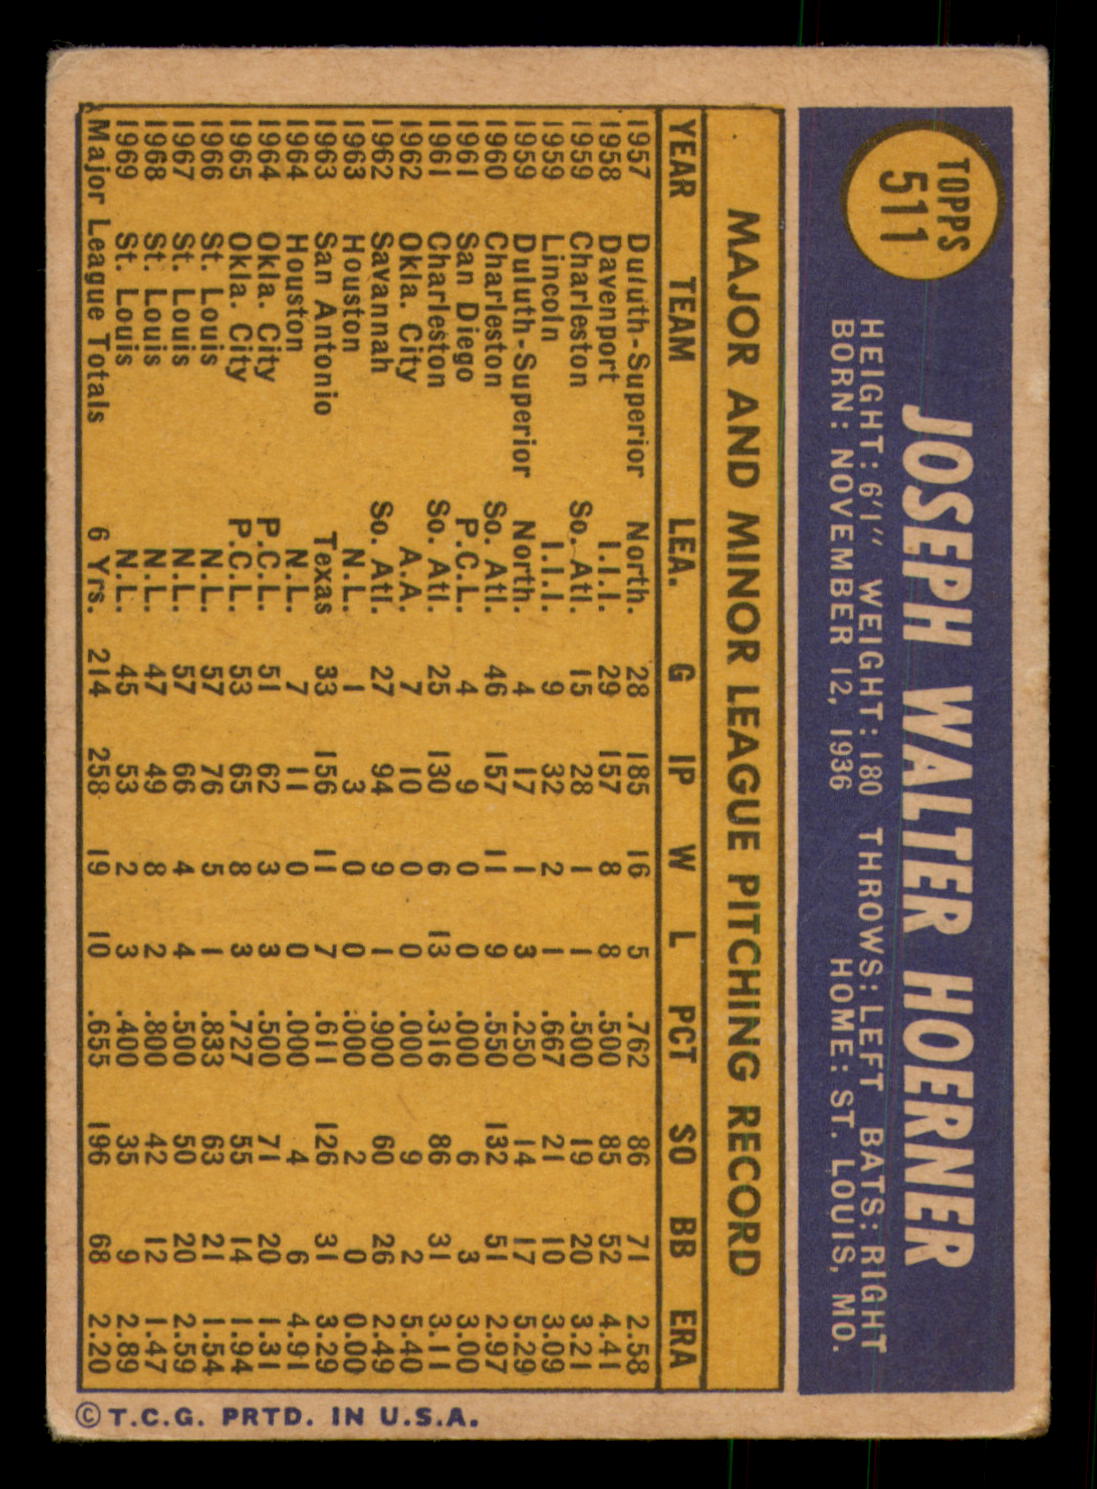 TOPPS
511
JOSEPH WALTER HOERNER
HEIGHT: 6'1" WEIGHT: 180 THROWS: LEFT BATS: RIGHT
BORN: NOVEMBER 12, 1936 HOME: ST. LOUIS, MO.
MAJOR AND MINOR LEAGUE PITCHING RECORD
YEAR TEAM LEA. G IP W L PCT SO BB ERA
1957 Duluth-Superior North. 28 185 16 5 .762 86 71 2.58
1958 Davenport I.I.I. 29 157 8 8 .500 85 52 4.41
1959 Charleston So. Atl. 15 28 1 1 .500 19 20 3.21
1959 Lincoln I.I.I. 9 32 2 1 .667 21 10 3.09
1959 Duluth-Superior North. 4 17 1 3 .250 14 17 5.29
1960 Charleston So. Atl. 46 157 11 9 .550 132 51 2.97
1961 San Diego P.C.L. 4 9 0 0 .000 6 3 3.00
1961 Charleston So. Atl. 25 130 6 13 .316 86 31 3.11
1962 Okla. City A.A. 7 10 0 0 .000 9 2 5.40
1962 Savannah So. Atl. 27 94 9 1 .900 60 26 2.49
1963 Houston N.L. 1 3 0 0 .000 2 0 0.00
1963 San Antonio Texas 33 156 11 7 .611 126 31 3.29
1964 Houston N.L. 7 11 0 0 .000 4 6 4.91
1964 Okla. City P.C.L. 51 62 3 3 .500 71 20 1.31
1965 Okla. City P.C.L. 53 65 8 3 .727 55 14 1.94
1966 St. Louis N.L. 57 76 5 1 .833 63 21 1.54
1967 St. Louis N.L. 57 66 4 4 .500 50 20 2.59
1968 St. Louis N.L. 47 49 8 2 .800 42 12 1.47
1969 St. Louis N.L. 45 53 2 3 .400 35 9 2.89
Major League Totals 6 Yrs. 214 258 19 10 .655 196 68 2.20
© T.C.G. PRTD. IN U.S.A.